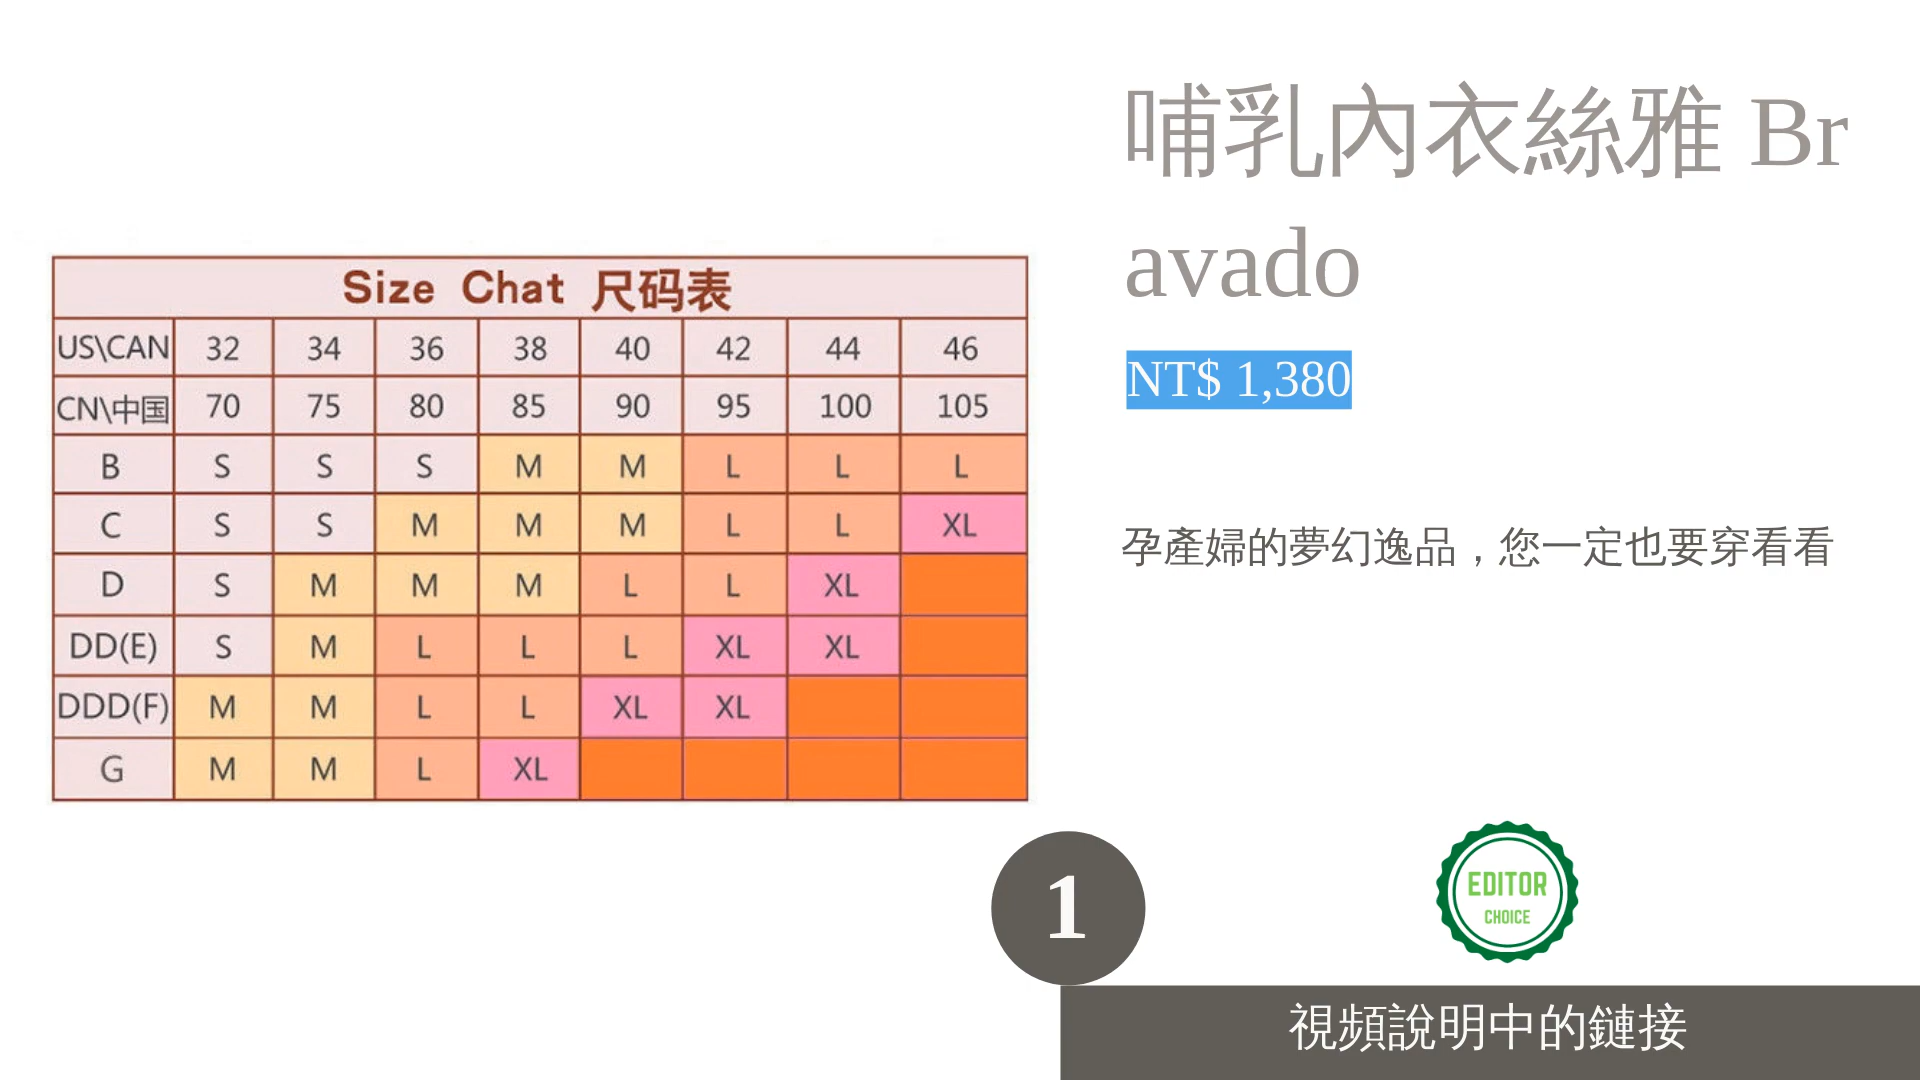 哺乳內衣絲雅 Br
avado
NT$ 1,380
孕產婦的夢幻逸品，您一定也要穿看看
Size Chat 尺码表
US\CAN 32 34 36 38 40 42 44 46
CN\中国 70 75 80 85 90 95 100 105
B S S S M M L L L
C S S M M M L L XL
D S M M M L L XL
DD(E) S M L L L XL XL
DDD(F) M M L L XL XL
G M M L XL
1
EDITOR
CHOICE
視頻說明中的鏈接